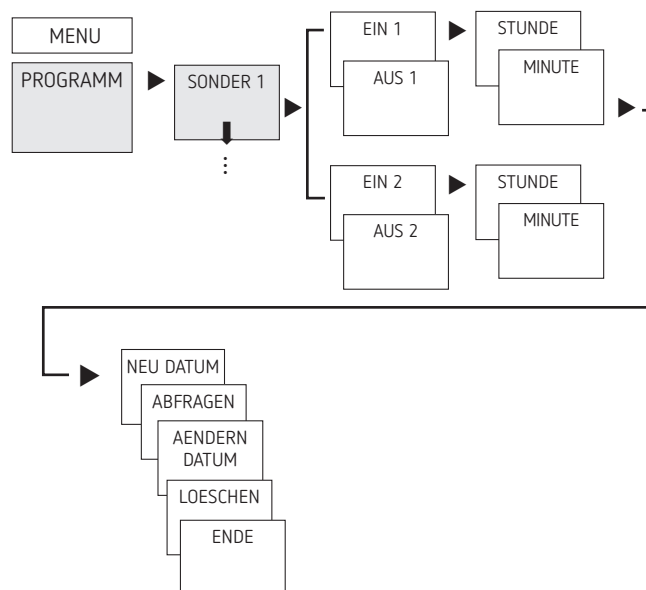 MENU
PROGRAMM
SONDER 1
EIN 1
AUS 1
STUNDE
MINUTE
EIN 2
AUS 2
STUNDE
MINUTE
NEU DATUM
ABFRAGEN
AENDERN
DATUM
LOESCHEN
ENDE